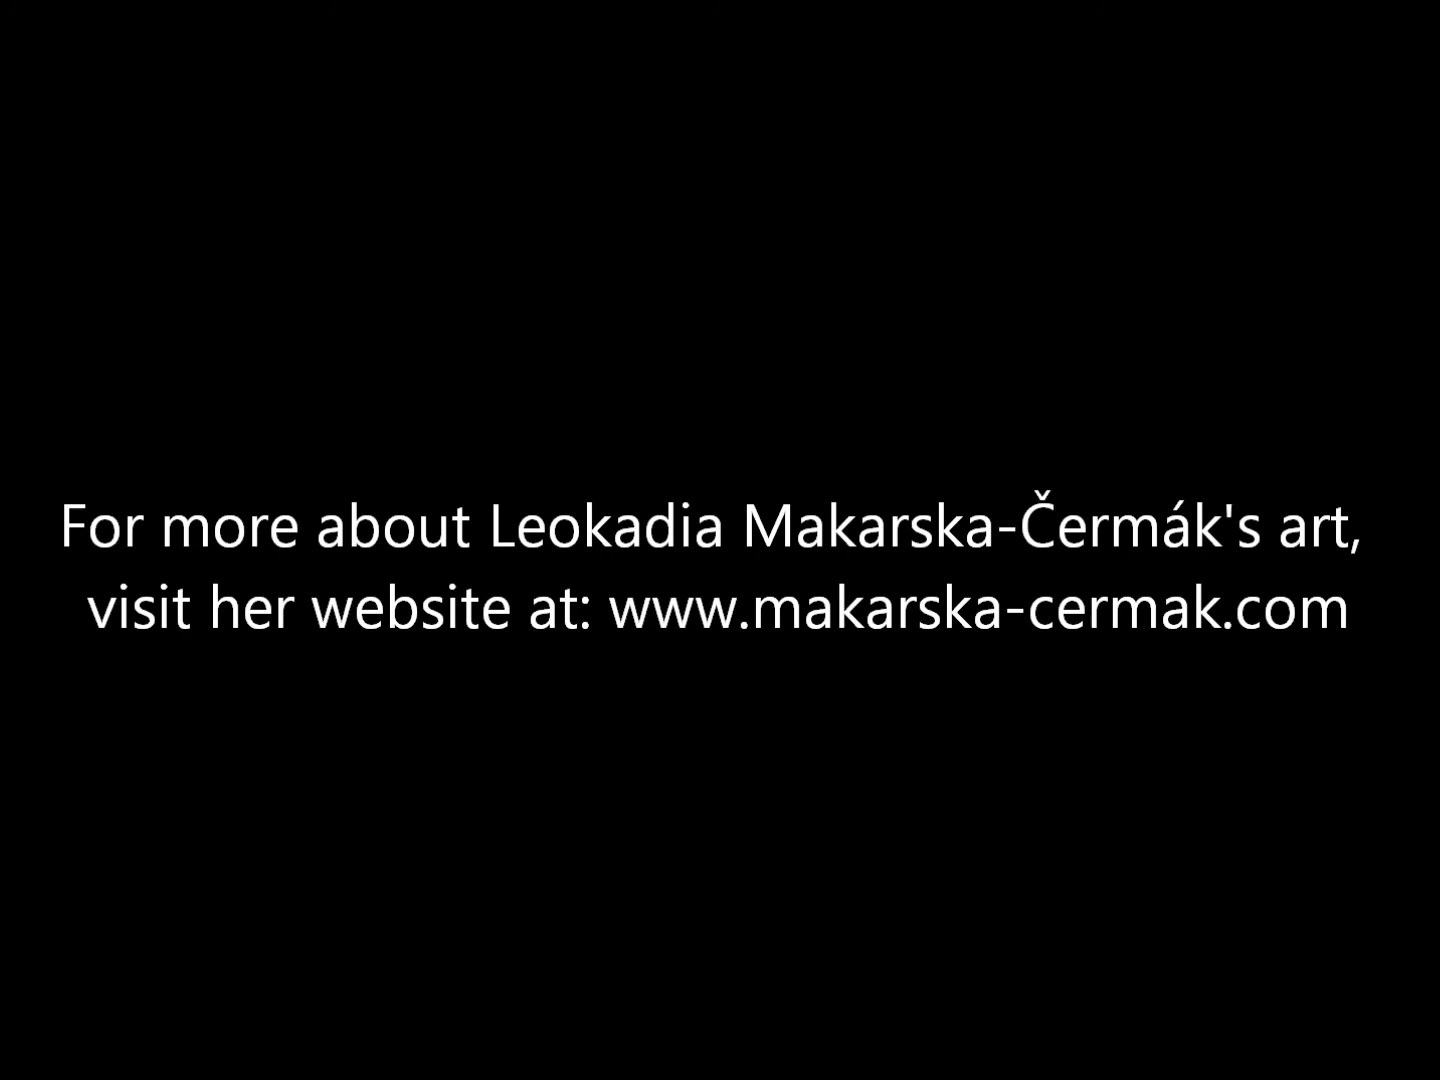 For more about Leokadia Makarska-Čermák's art,
visit her website at: www.makarska-cermak.com